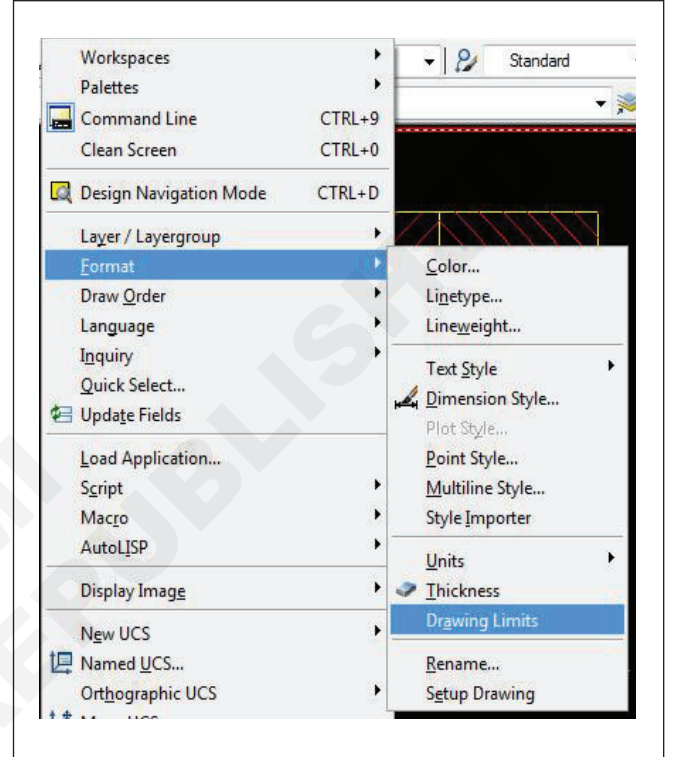 Workspaces
Palettes
Command Line CTRL+9
Clean Screen CTRL+0
Design Navigation Mode CTRL+D
Layer / Layergroup
Format
Draw Order
Language
Inquiry
Quick Select...
Update Fields
Load Application...
Script
Macro
AutoLISP
Display Image
New UCS
Named UCS...
Orthographic UCS
Standard
Color...
Linetype...
Lineweight...
Text Style
Dimension Style...
Plot Style...
Point Style...
Multiline Style...
Style Importer
Units
Thickness
Drawing Limits
Rename...
Setup Drawing